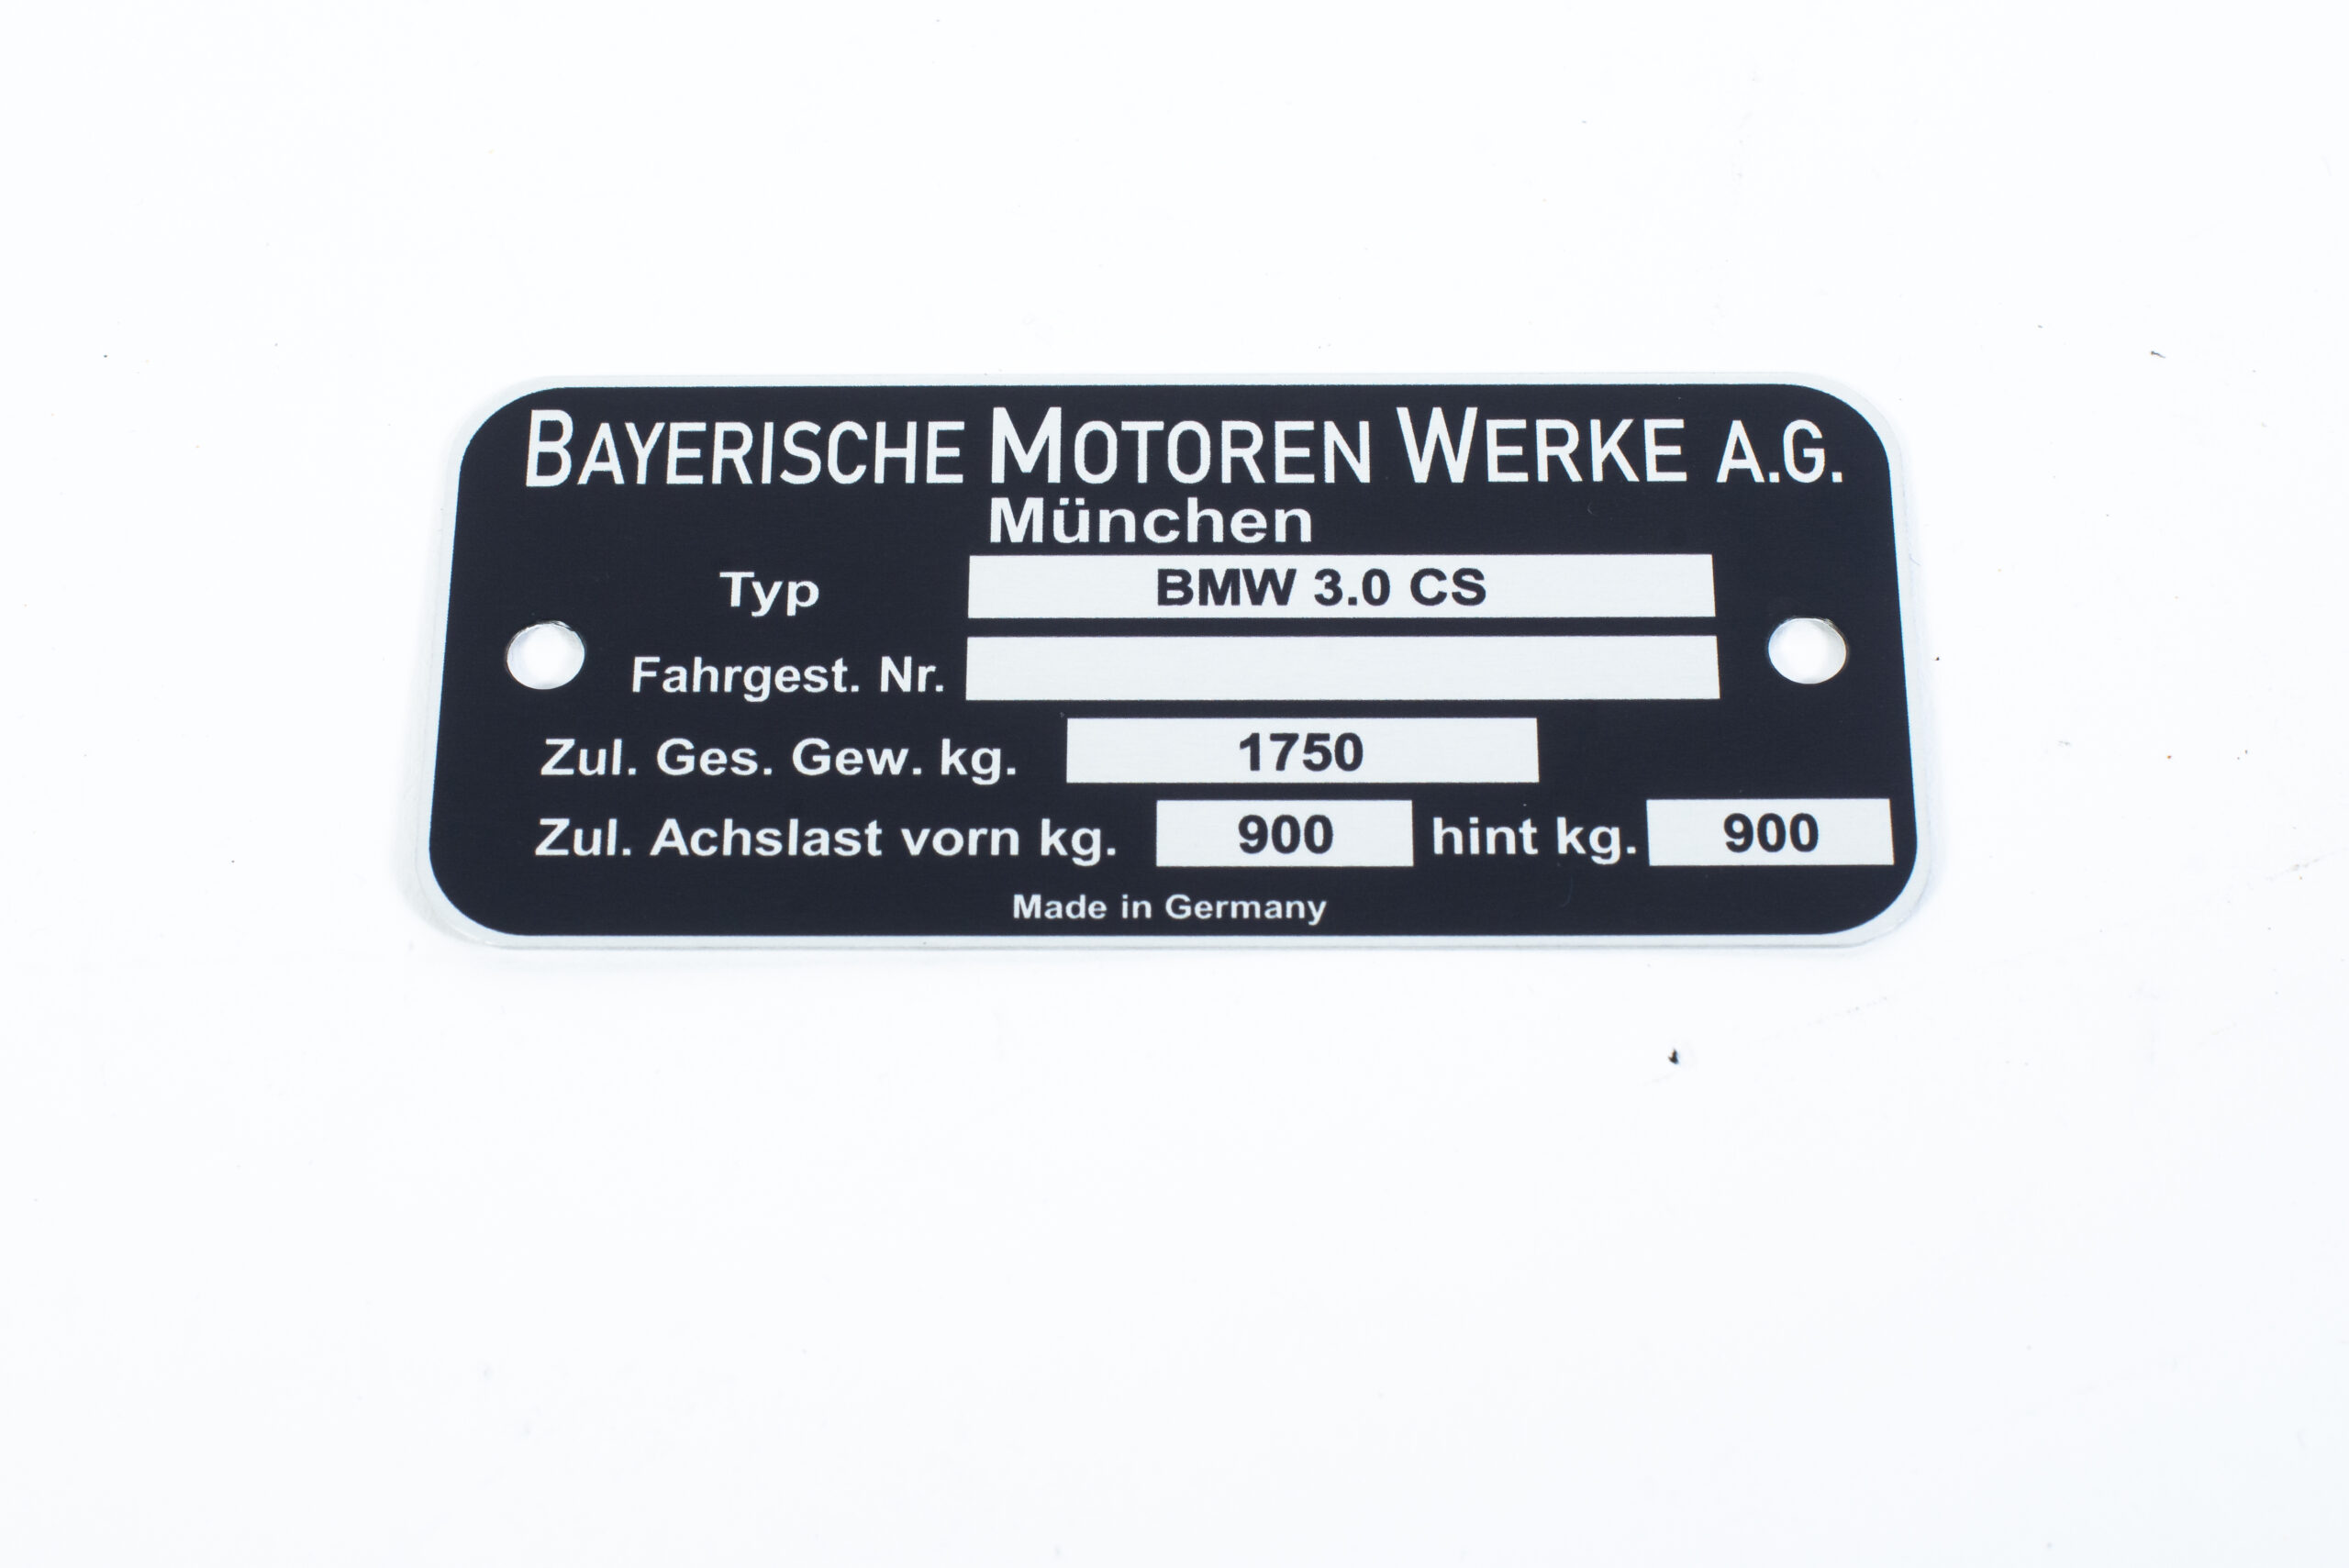 BAYERISCHE MOTOREN WERKE A.G.
München
Typ BMW 3.0 CS
Fahrgest. Nr.
Zul. Ges. Gew. kg. 1750
Zul. Achslast vorn kg. 900 hint kg. 900
Made in Germany